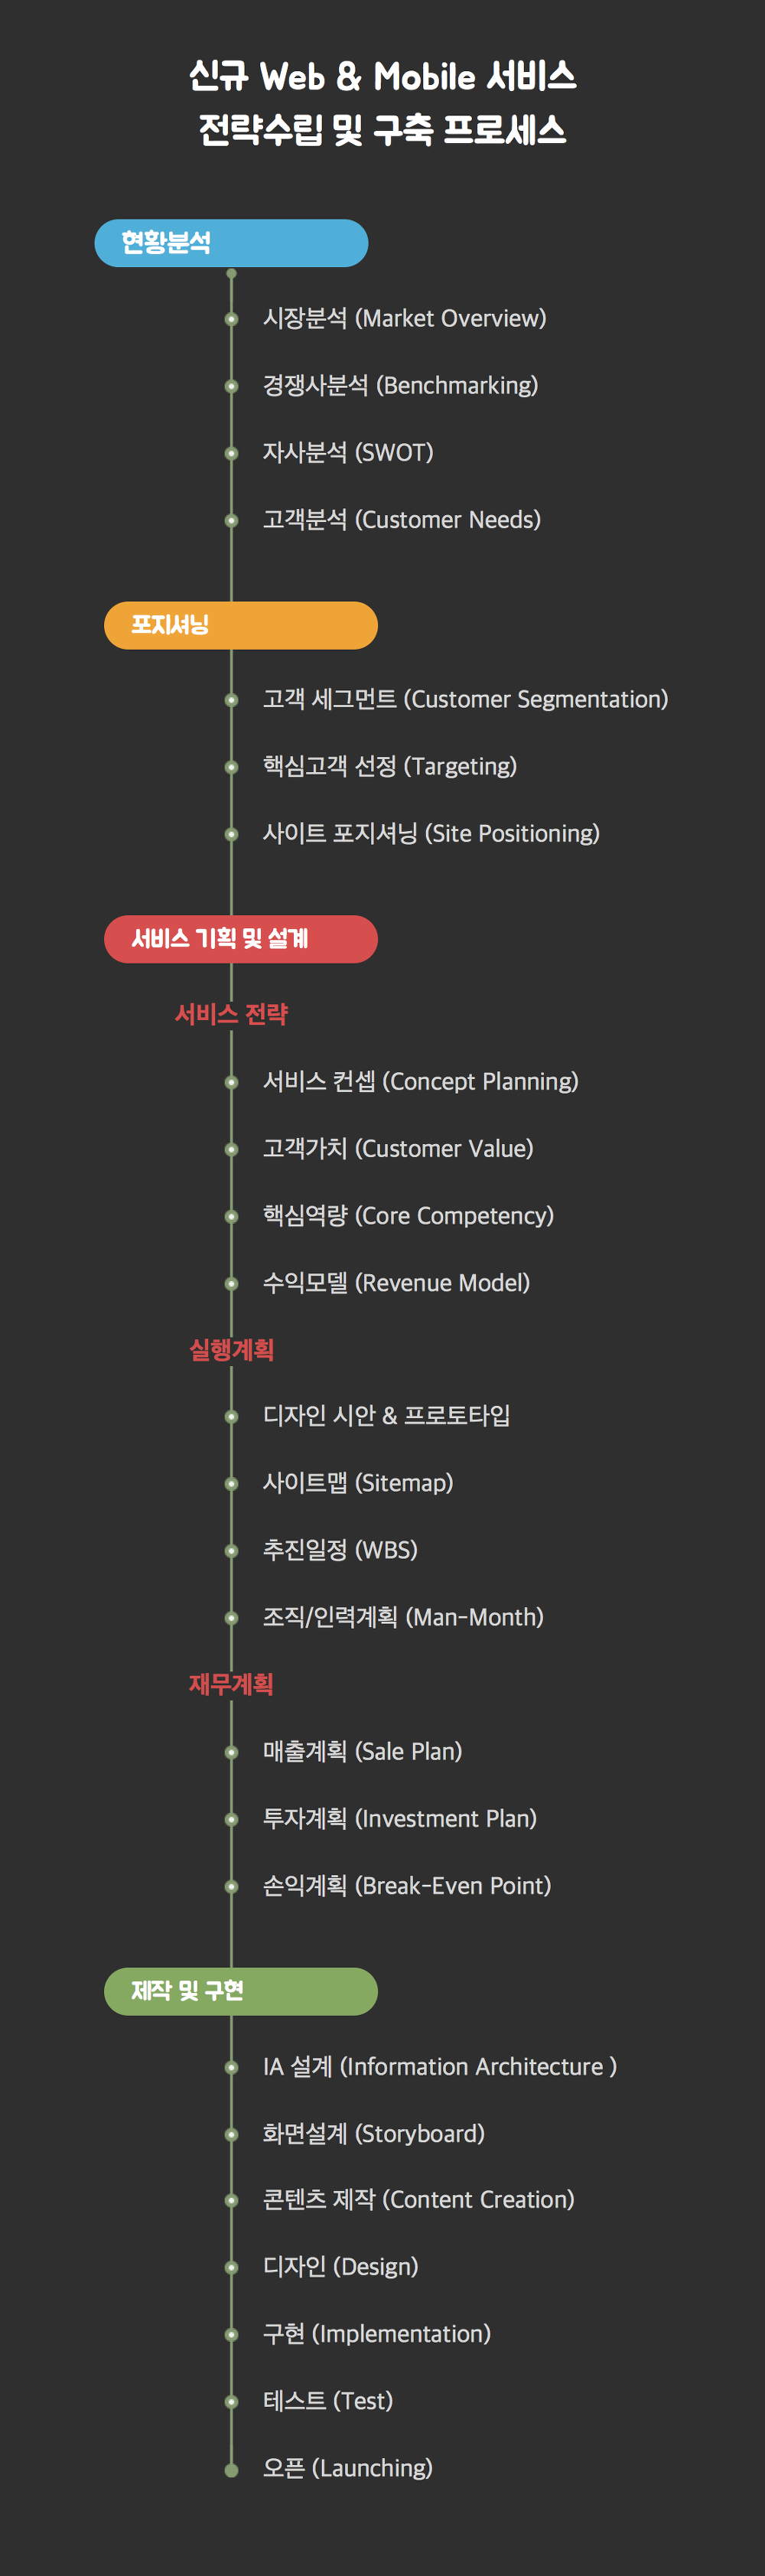 신규 Web & Mobile 서비스
전략수립 및 구축 프로세스
현황분석
시장분석 (Market Overview)
경쟁사분석 (Benchmarking)
자사분석 (SWOT)
고객분석 (Customer Needs)
포지셔닝
고객 세그먼트 (Customer Segmentation)
핵심고객 선정 (Targeting)
사이트 포지셔닝 (Site Positioning)
서비스 기획 및 설계
서비스 전략
서비스 컨셉 (Concept Planning)
고객가치 (Customer Value)
핵심역량 (Core Competency)
수익모델 (Revenue Model)
실행계획
디자인 시안 & 프로토타입
사이트맵 (Sitemap)
추진일정 (WBS)
조직/인력계획 (Man-Month)
재무계획
매출계획 (Sale Plan)
투자계획 (Investment Plan)
손익계획 (Break-Even Point)
제작 및 구현
IA 설계 (Information Architecture )
화면설계 (Storyboard)
콘텐츠 제작 (Content Creation)
디자인 (Design)
구현 (Implementation)
테스트 (Test)
오픈 (Launching)